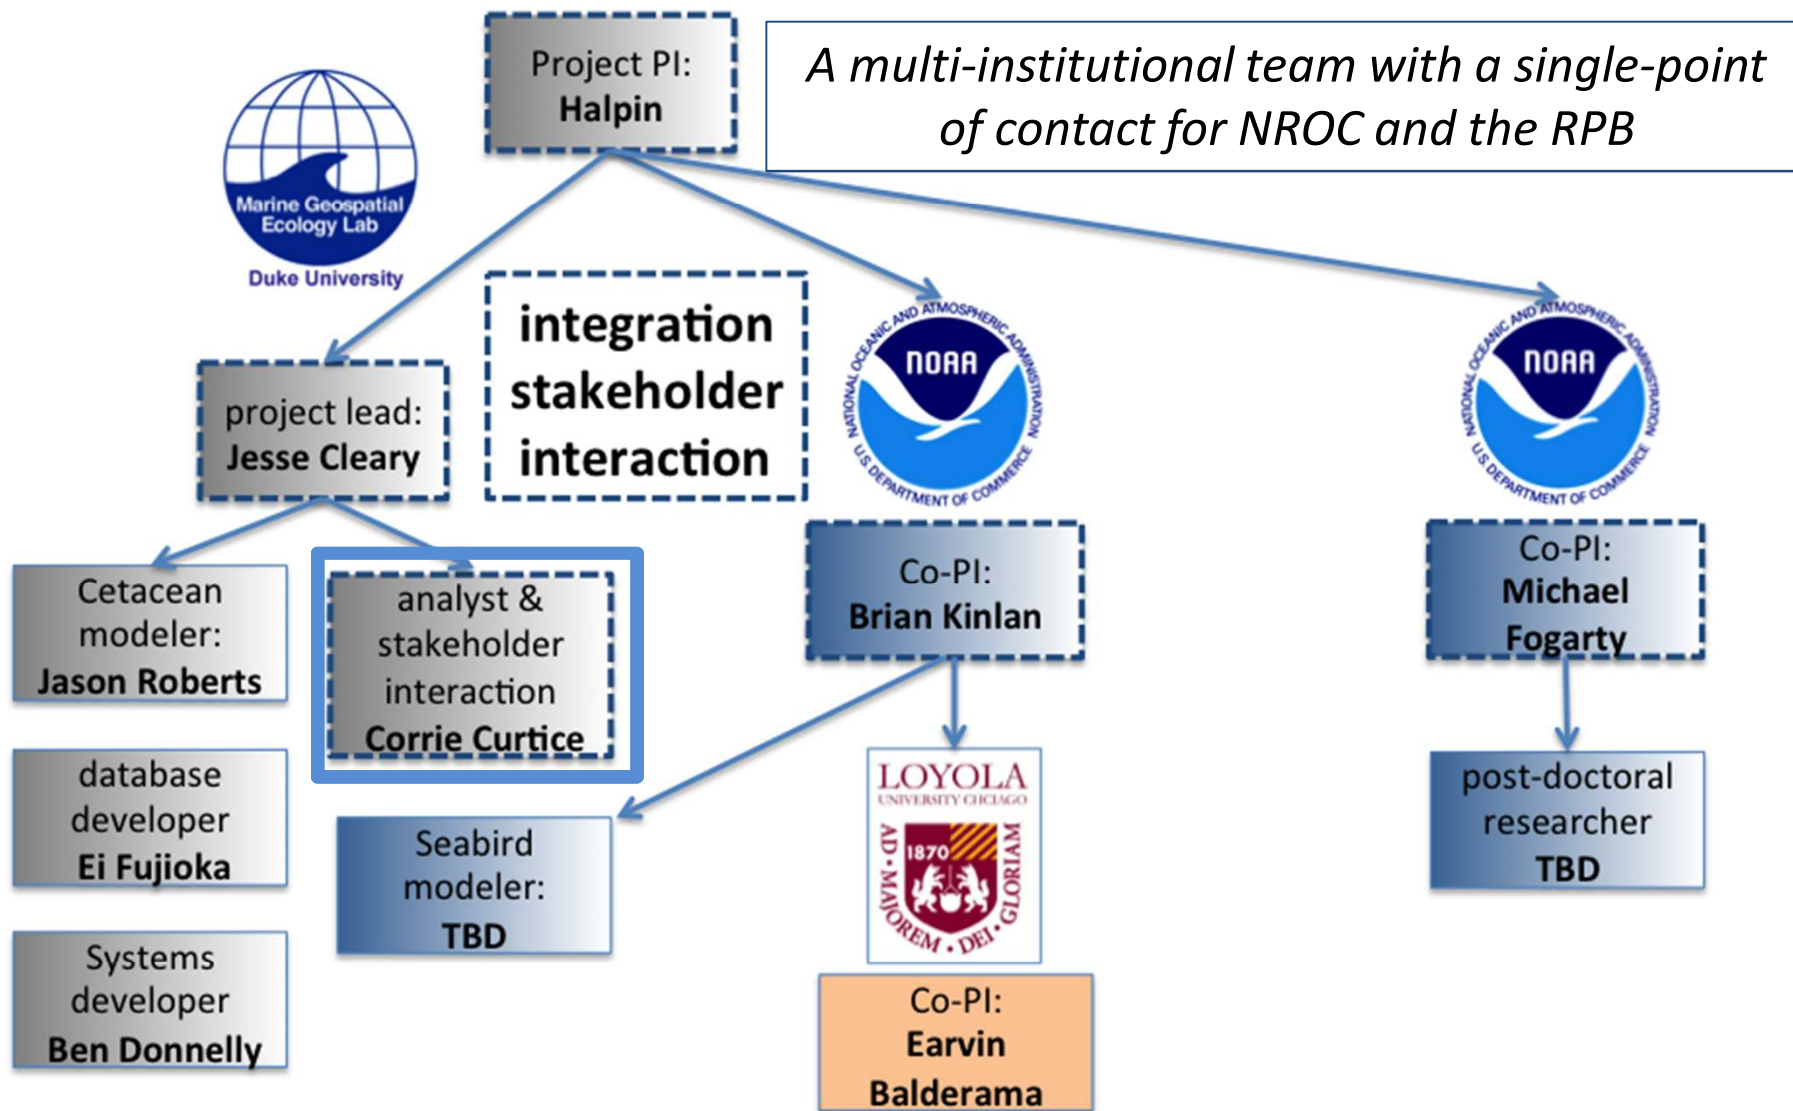 Project PI:
Halpin
A multi-institutional team with a single-point
of contact for NROC and the RPB
Marine Geospatial
Ecology Lab
Duke University
integration
stakeholder
interaction
NATIONAL OCEANIC AND ATMOSPHERIC ADMINISTRATION
NOAA
U.S. DEPARTMENT OF COMMERCE
NATIONAL OCEANIC AND ATMOSPHERIC ADMINISTRATION
NOAA
U.S. DEPARTMENT OF COMMERCE
project lead:
Jesse Cleary
Co-PI:
Brian Kinlan
Co-PI:
Michael
Fogarty
Cetacean
modeler:
Jason Roberts
analyst &
stakeholder
interaction
Corrie Curtice
database
developer
Ei Fujioka
Seabird
modeler:
TBD
LOYOLA
UNIVERSITY CHCIAGO
1870
AD • MAJOREM • DEI • GLORIAM
post-doctoral
researcher
TBD
Systems
developer
Ben Donnelly
Co-PI:
Earvin
Balderama